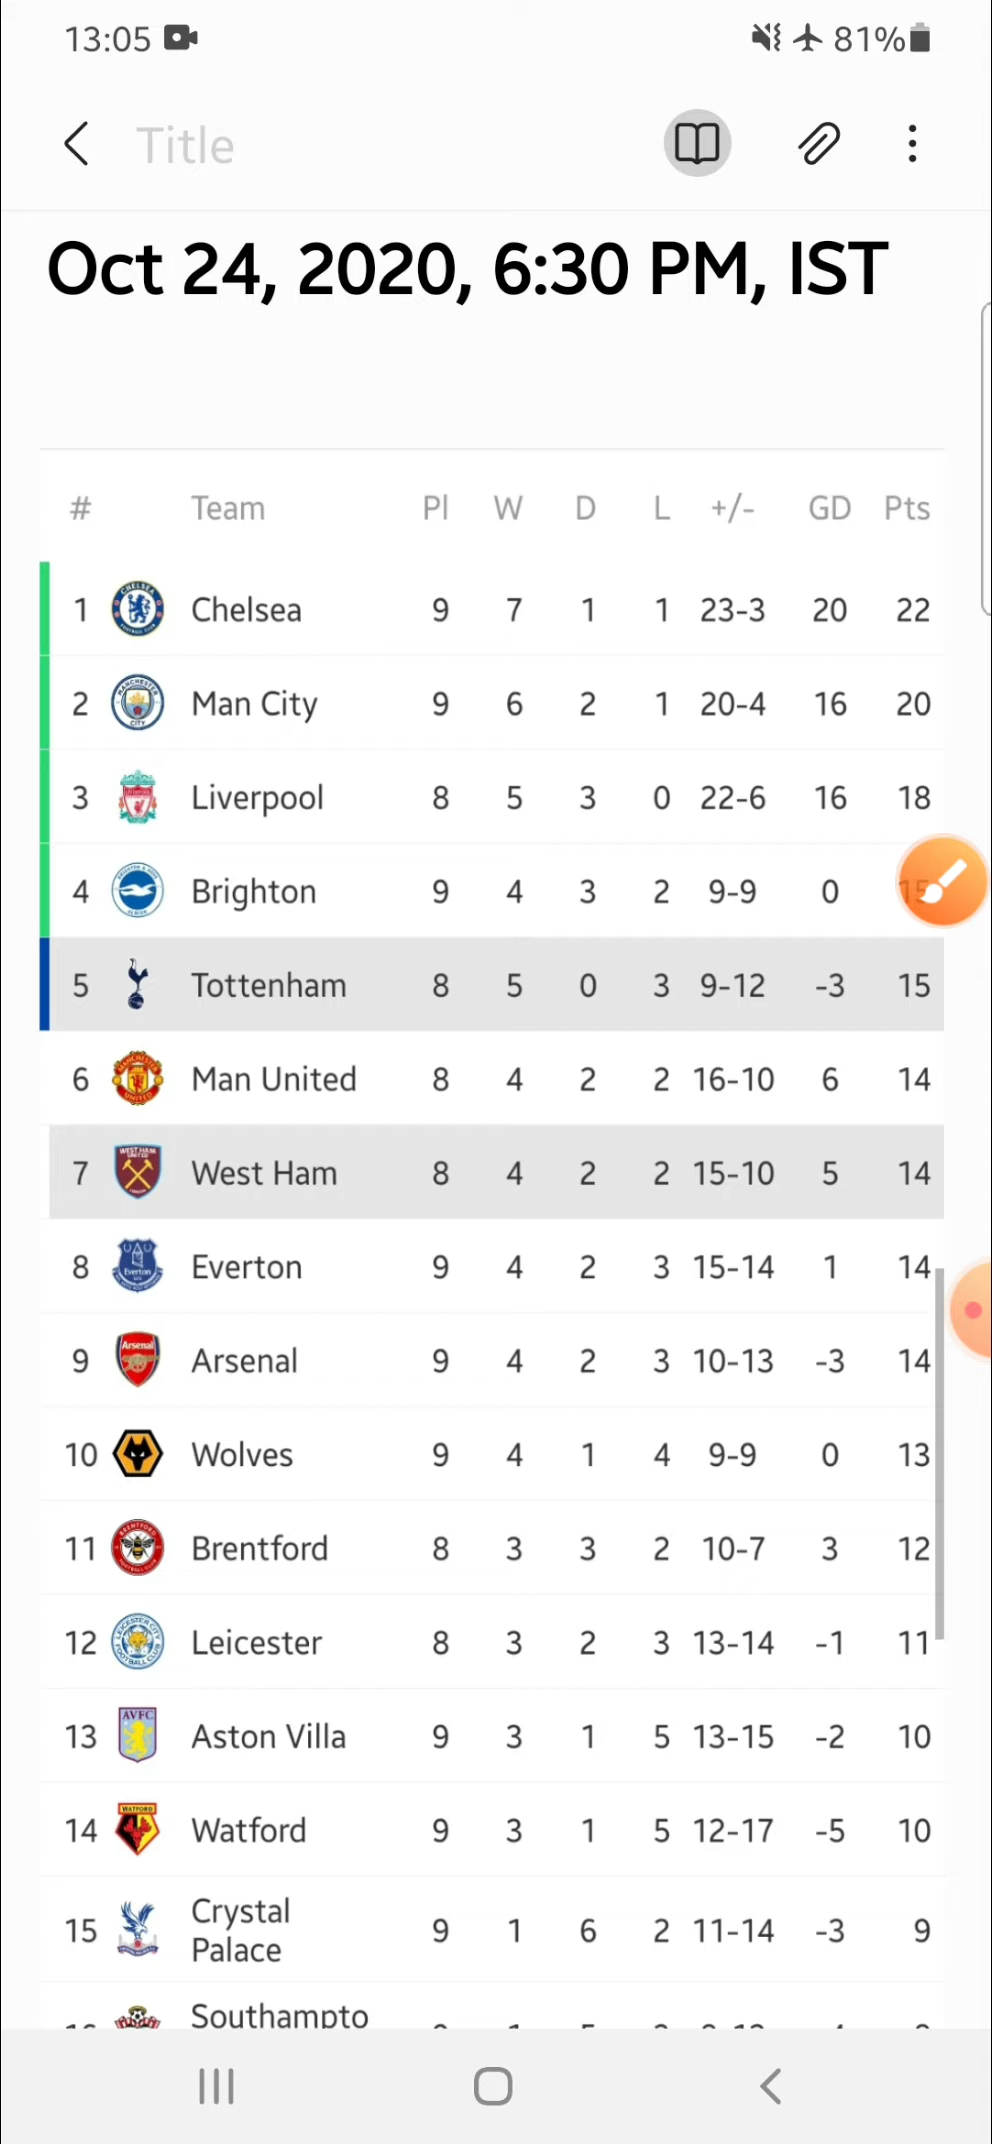 13:05 81%
Title
Oct 24, 2020, 6:30 PM, IST
# Team Pl W D L +/- GD Pts
1 Chelsea 9 7 1 1 23-3 20 22
2 Man City 9 6 2 1 20-4 16 20
3 Liverpool 8 5 3 0 22-6 16 18
4 Brighton 9 4 3 2 9-9 0 15
5 Tottenham 8 5 0 3 9-12 -3 15
6 Man United 8 4 2 2 16-10 6 14
7 West Ham 8 4 2 2 15-10 5 14
8 Everton 9 4 2 3 15-14 1 14
9 Arsenal 9 4 2 3 10-13 -3 14
10 Wolves 9 4 1 4 9-9 0 13
11 Brentford 8 3 3 2 10-7 3 12
12 Leicester 8 3 2 3 13-14 -1 11
13 Aston Villa 9 3 1 5 13-15 -2 10
14 Watford 9 3 1 5 12-17 -5 10
15 Crystal Palace 9 1 6 2 11-14 -3 9
Southampto